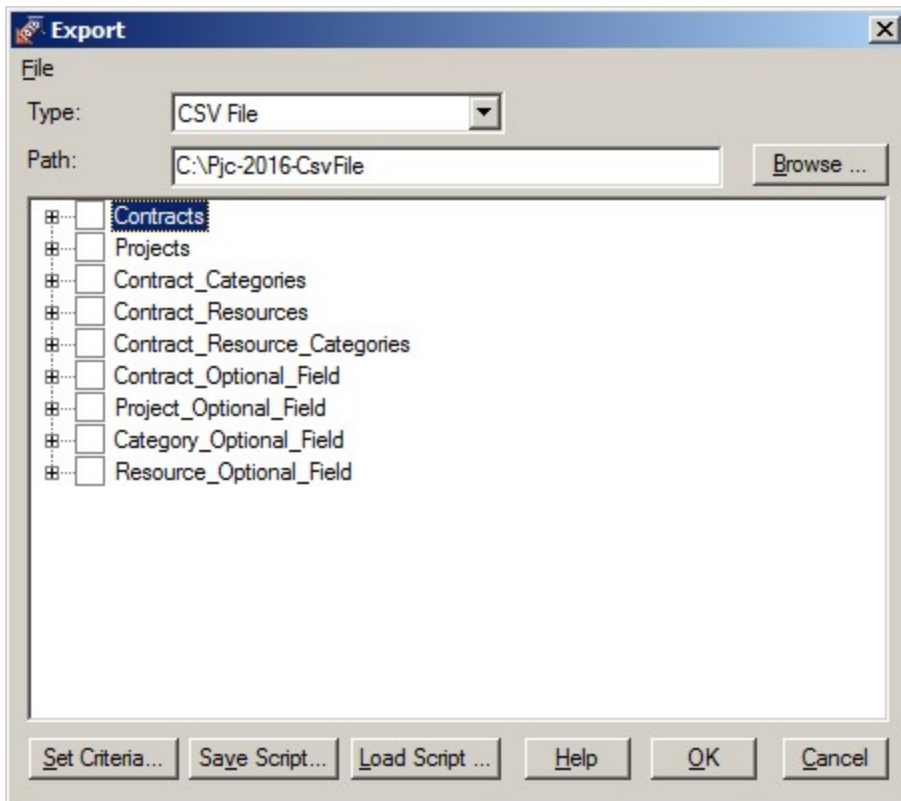 Export
File
Type: CSV File
Path: C:\Pjc-2016-CsvFile Browse ...
Contracts
Projects
Contract_Categories
Contract_Resources
Contract_Resource_Categories
Contract_Optional_Field
Project_Optional_Field
Category_Optional_Field
Resource_Optional_Field
Set Criteria... Save Script... Load Script ... Help OK Cancel